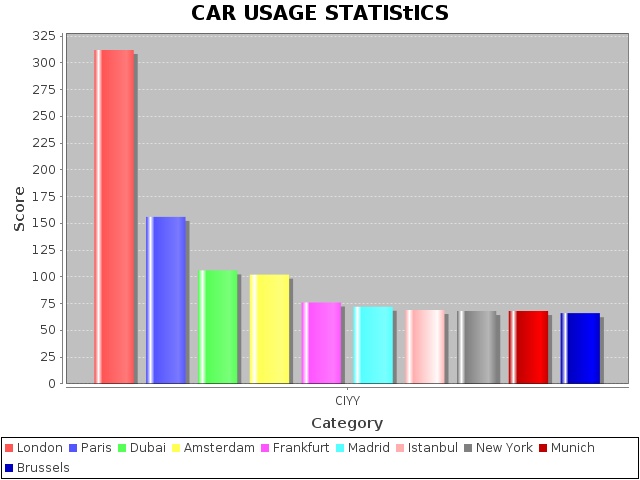 CAR USAGE STATIStICS
325
300
275
250
225
200
175
150
125
100
75
50
25
0
Score
CIYY
Category
London Paris Dubai Amsterdam Frankfurt Madrid Istanbul New York Munich
Brussels